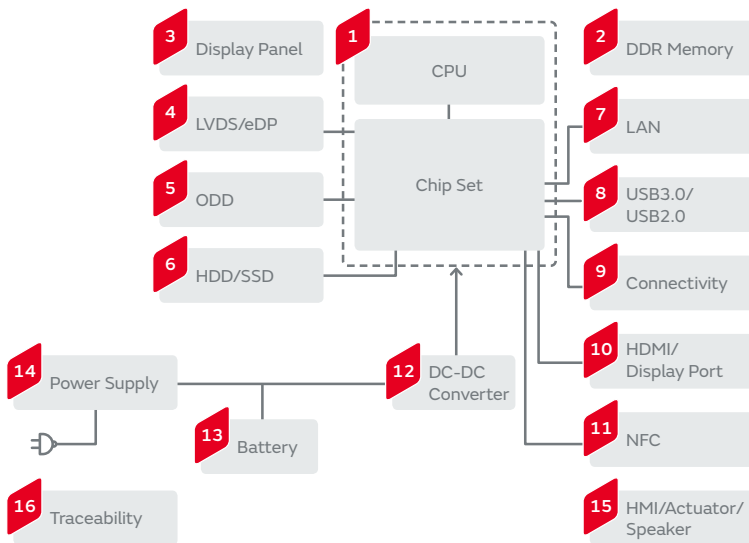 1
CPU
Chip Set
2
DDR Memory
3
Display Panel
4
LVDS/eDP
5
ODD
6
HDD/SSD
7
LAN
8
USB3.0/
USB2.0
9
Connectivity
10
HDMI/
Display Port
11
NFC
12
DC-DC
Converter
13
Battery
14
Power Supply
15
HMI/Actuator/
Speaker
16
Traceability